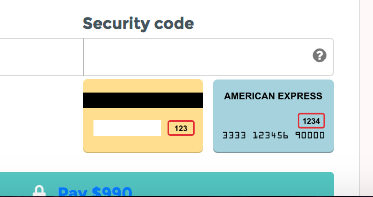 Security code
?
123
AMERICAN EXPRESS
1234
3333 123456 90000
Pay $990